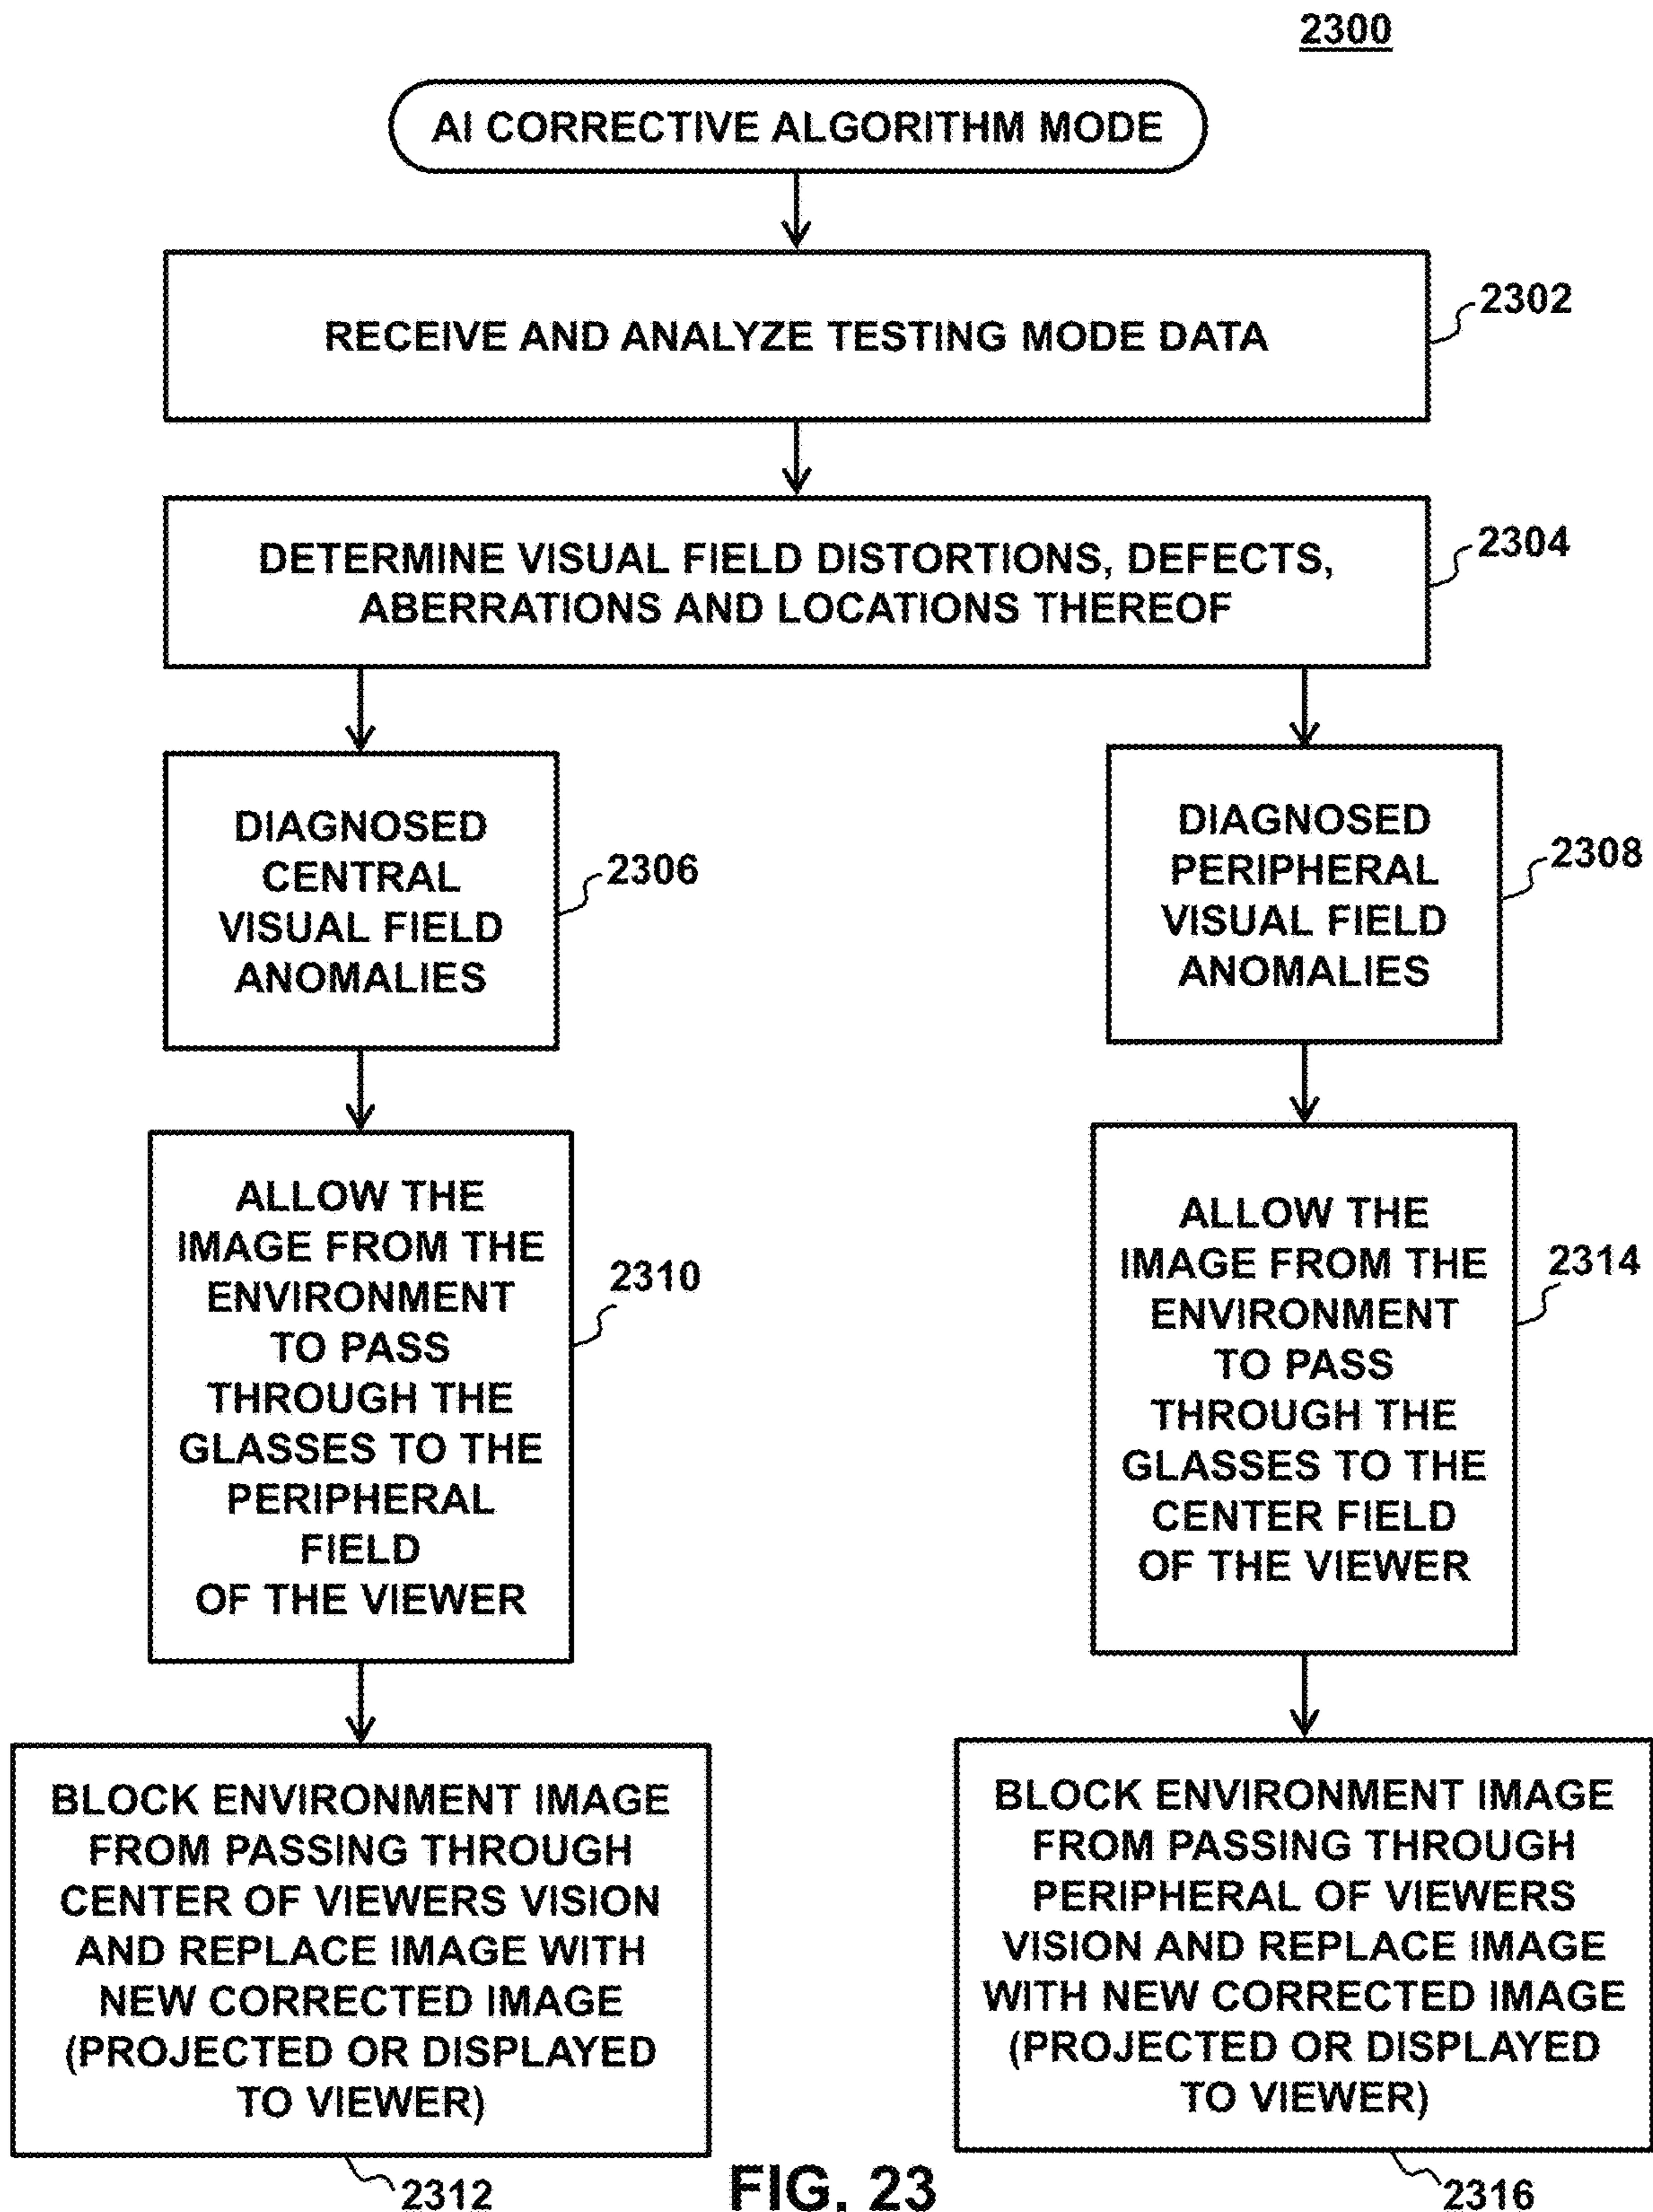 2300
AI CORRECTIVE ALGORITHM MODE
RECEIVE AND ANALYZE TESTING MODE DATA
2302
DETERMINE VISUAL FIELD DISTORTIONS, DEFECTS,
ABERRATIONS AND LOCATIONS THEREOF
2304
DIAGNOSED
CENTRAL
VISUAL FIELD
ANOMALIES
2306
DIAGNOSED
PERIPHERAL
VISUAL FIELD
ANOMALIES
2308
ALLOW THE
IMAGE FROM THE
ENVIRONMENT
TO PASS
THROUGH THE
GLASSES TO THE
PERIPHERAL
FIELD
OF THE VIEWER
2310
ALLOW THE
IMAGE FROM THE
ENVIRONMENT
TO PASS
THROUGH THE
GLASSES TO THE
CENTER FIELD
OF THE VIEWER
2314
BLOCK ENVIRONMENT IMAGE
FROM PASSING THROUGH
CENTER OF VIEWERS VISION
AND REPLACE IMAGE WITH
NEW CORRECTED IMAGE
(PROJECTED OR DISPLAYED
TO VIEWER)
2312
BLOCK ENVIRONMENT IMAGE
FROM PASSING THROUGH
PERIPHERAL OF VIEWERS
VISION AND REPLACE IMAGE
WITH NEW CORRECTED IMAGE
(PROJECTED OR DISPLAYED
TO VIEWER)
2316
FIG. 23